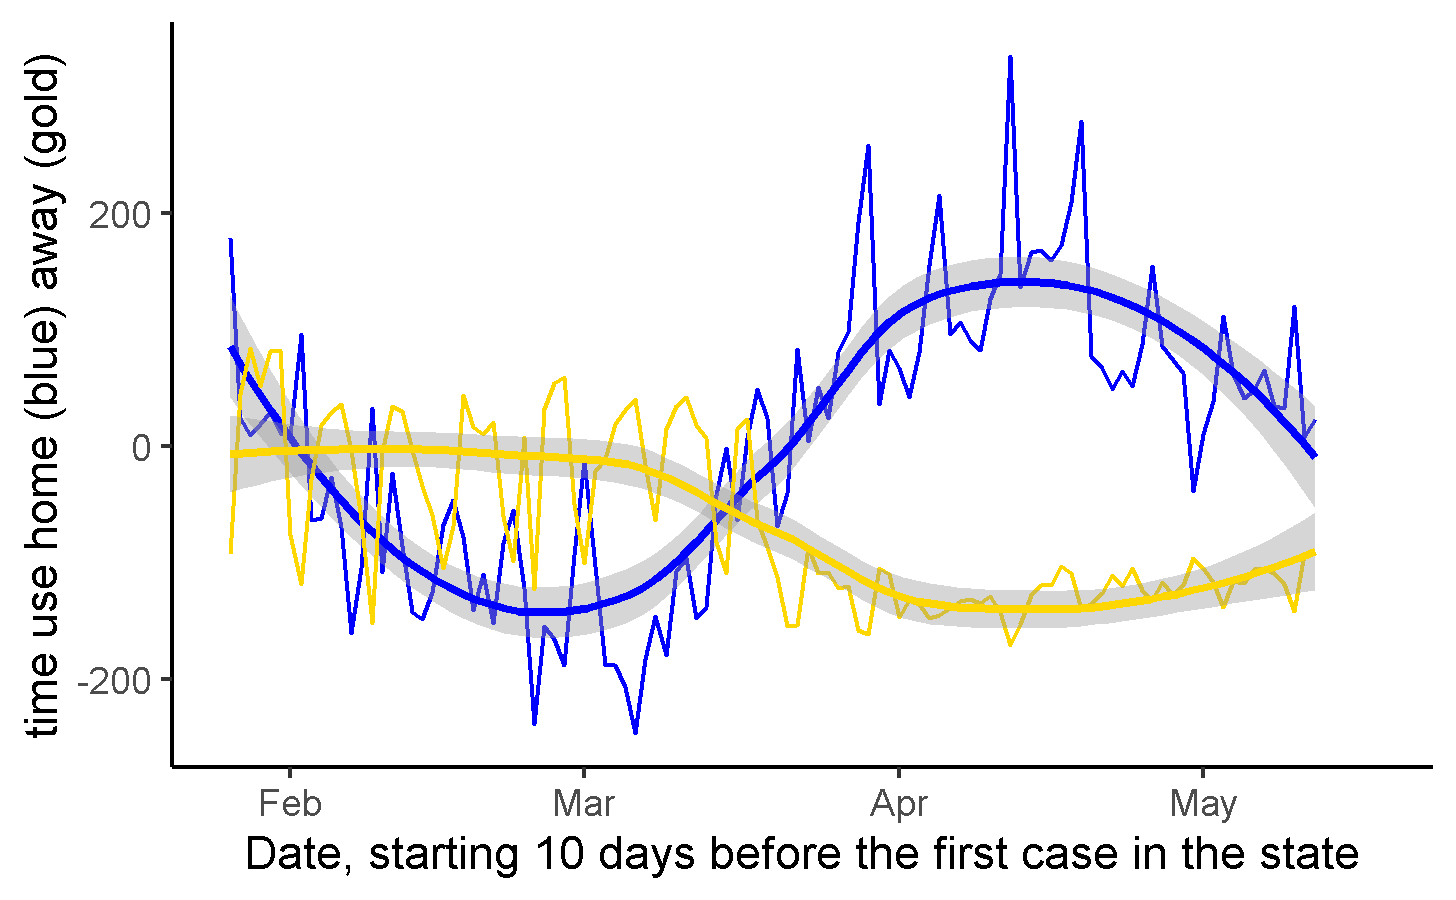 time use home (blue) away (gold)
200
0
-200
Feb
Mar
Apr
May
Date, starting 10 days before the first case in the state